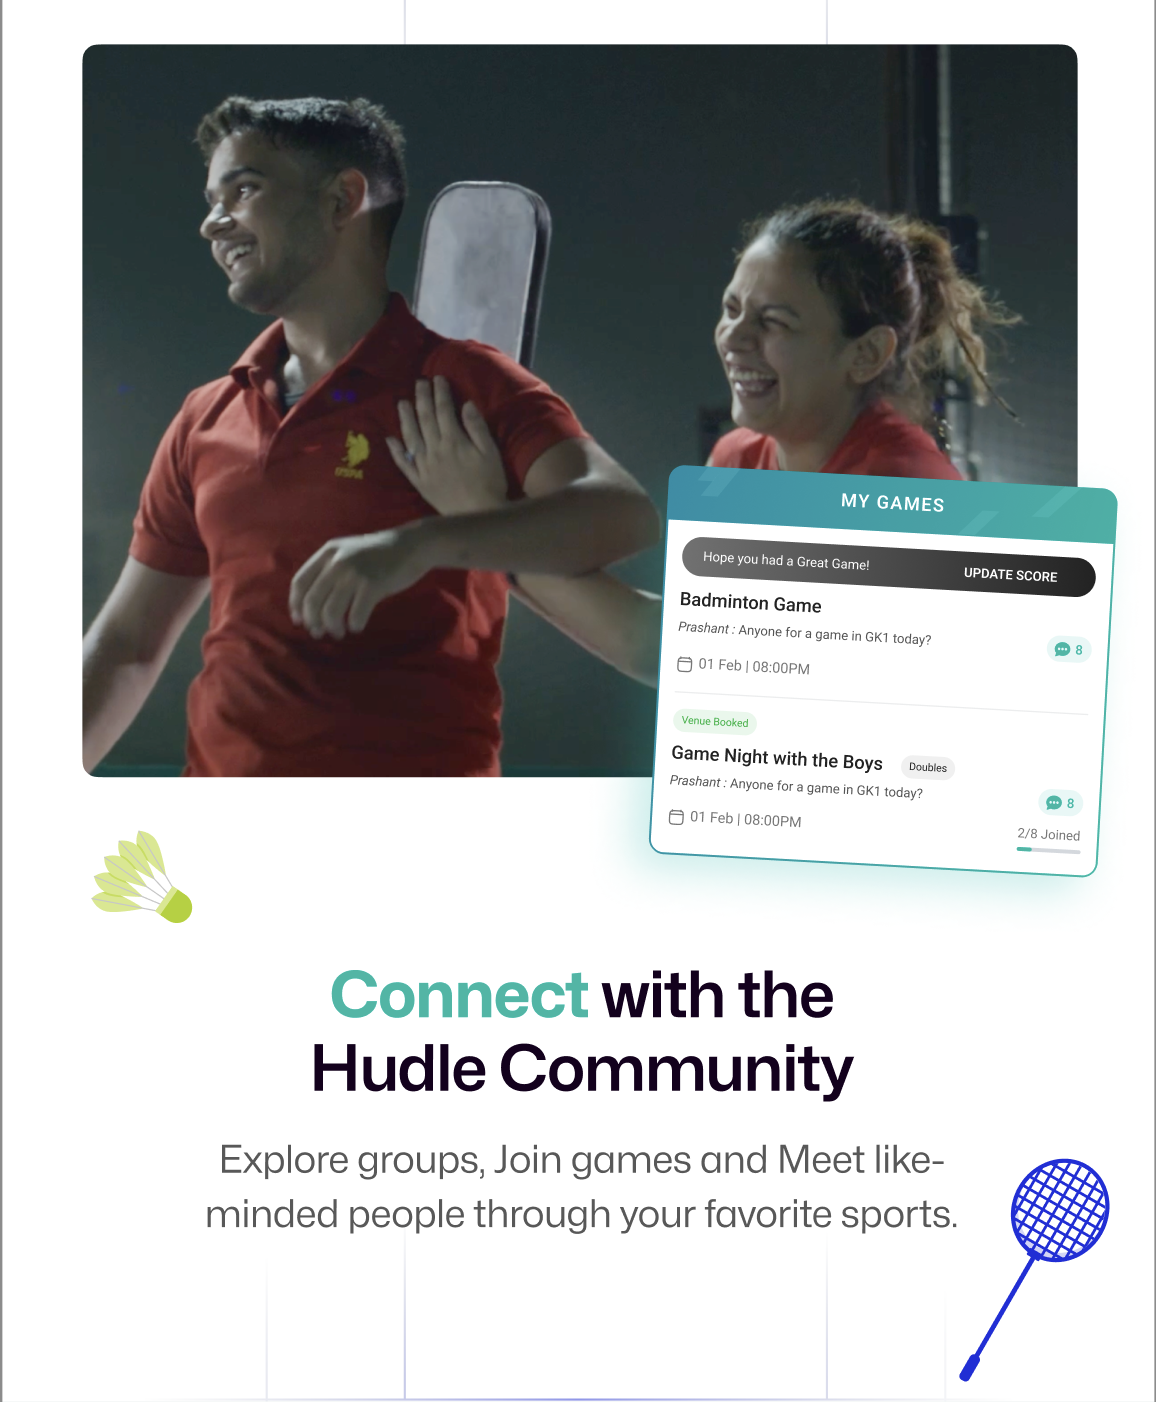 MY GAMES
Hope you had a Great Game! UPDATE SCORE
Badminton Game
Prashant : Anyone for a game in GK1 today?
8
01 Feb | 08:00PM
Venue Booked
Game Night with the Boys Doubles
Prashant : Anyone for a game in GK1 today?
8
01 Feb | 08:00PM
2/8 Joined
Connect with the
Hudle Community
Explore groups, Join games and Meet like-
minded people through your favorite sports.